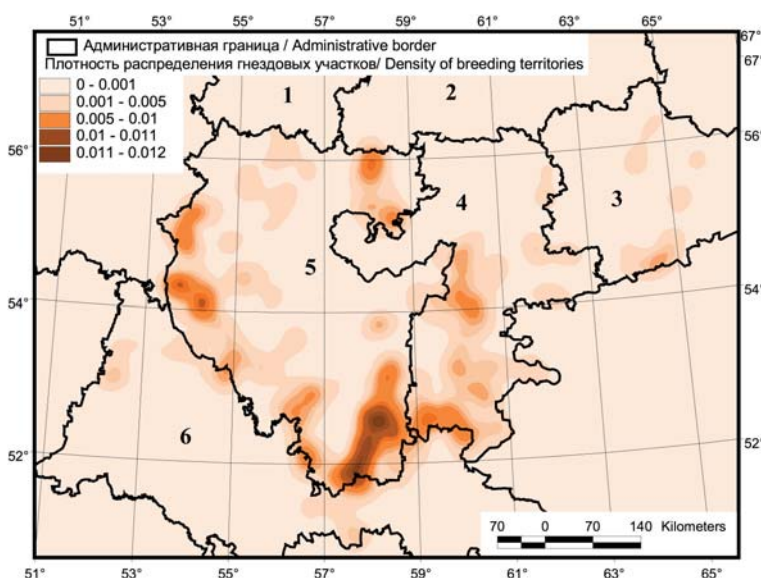 51° 53° 55° 57° 59° 61° 63° 65°
67°
67°
Административная граница / Administrative border
Плотность распределения гнездовых участков/ Density of breeding territories
0 - 0.001
0.001 - 0.005
0.005 - 0.01
0.01 - 0.011
0.011 - 0.012
1
2
56°
56°
3
4
5
54°
54°
6
52°
52°
70 0 70 140 Kilometers
51° 53° 55° 57° 59° 61° 63° 65°